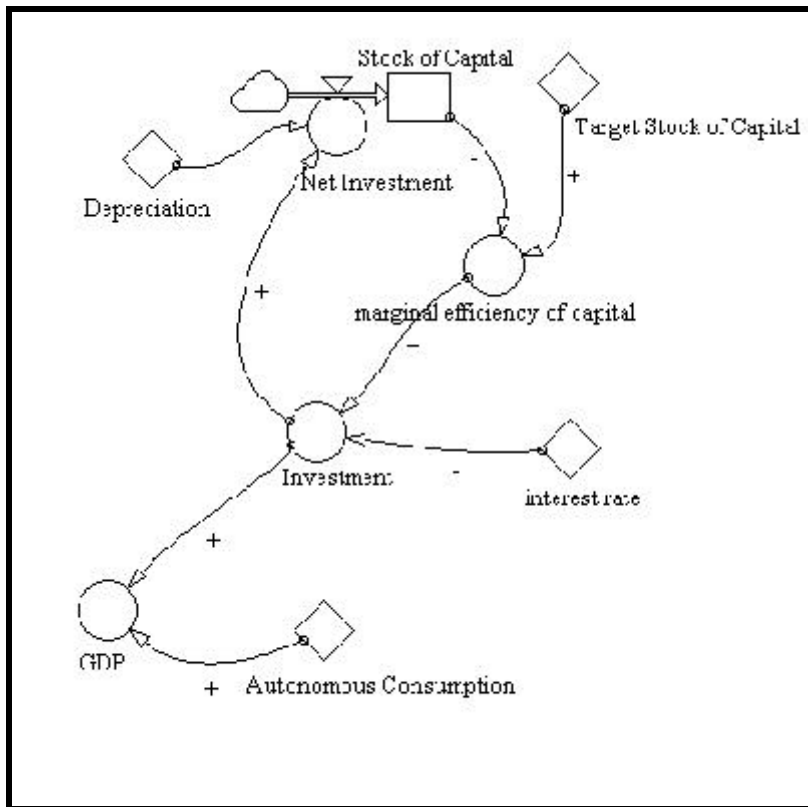 Stock of Capital
Target Stock of Capital
-
+
Net Investment
Depreciation
+
marginal efficiency of capital
-
Investment
-
interest rate
+
GDP
+
Autonomous Consumption